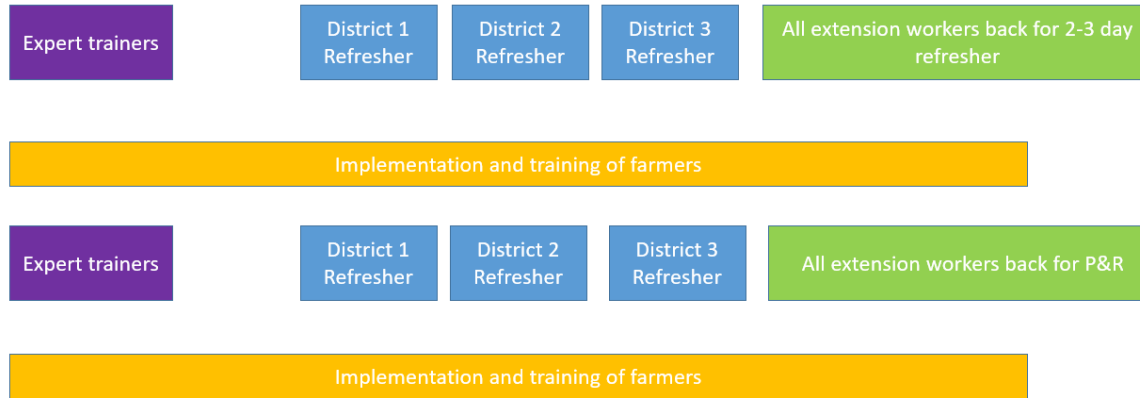 Expert trainers
District 1
Refresher
District 2
Refresher
District 3
Refresher
All extension workers back for 2-3 day
refresher
Implementation and training of farmers
Expert trainers
District 1
Refresher
District 2
Refresher
District 3
Refresher
All extension workers back for P&R
Implementation and training of farmers